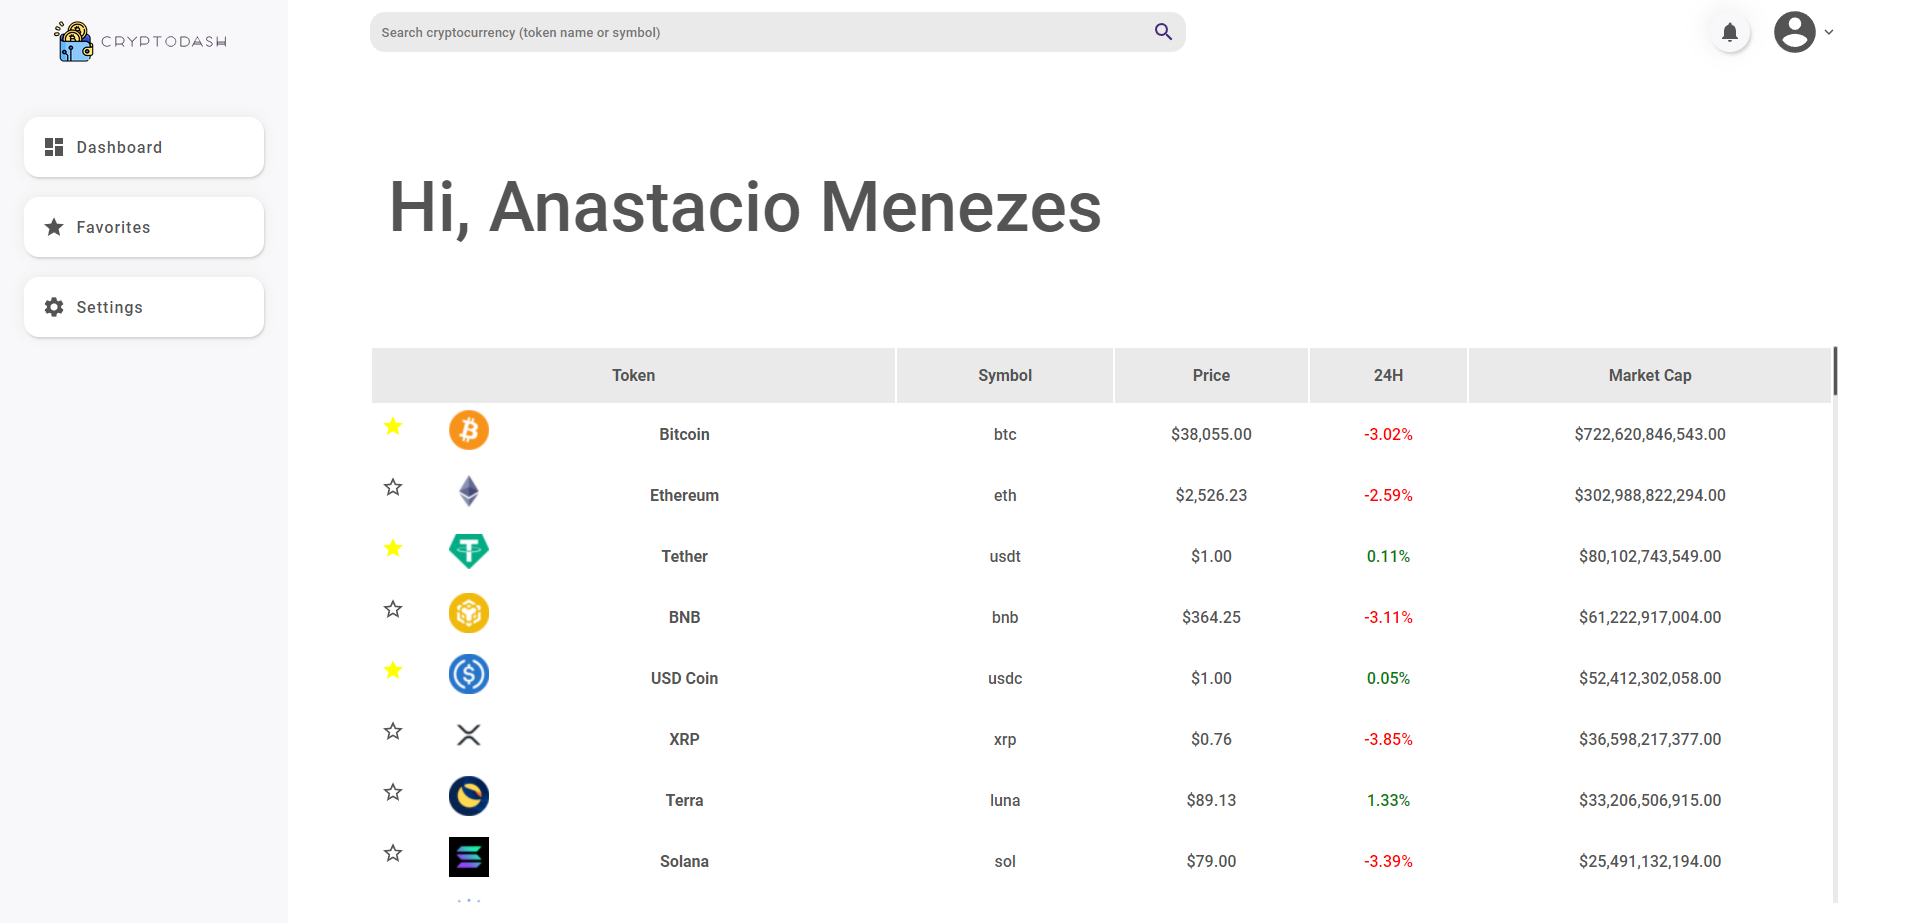 CRYPTODASH
Search cryptocurrency (token name or symbol)
Dashboard
Favorites
Settings
Hi, Anastacio Menezes
Token Symbol Price 24H Market Cap
Bitcoin btc $38,055.00 -3.02% $722,620,846,543.00
Ethereum eth $2,526.23 -2.59% $302,988,822,294.00
Tether usdt $1.00 0.11% $80,102,743,549.00
BNB bnb $364.25 -3.11% $61,222,917,004.00
USD Coin usdc $1.00 0.05% $52,412,302,058.00
XRP xrp $0.76 -3.85% $36,598,217,377.00
Terra luna $89.13 1.33% $33,206,506,915.00
Solana sol $79.00 -3.39% $25,491,132,194.00